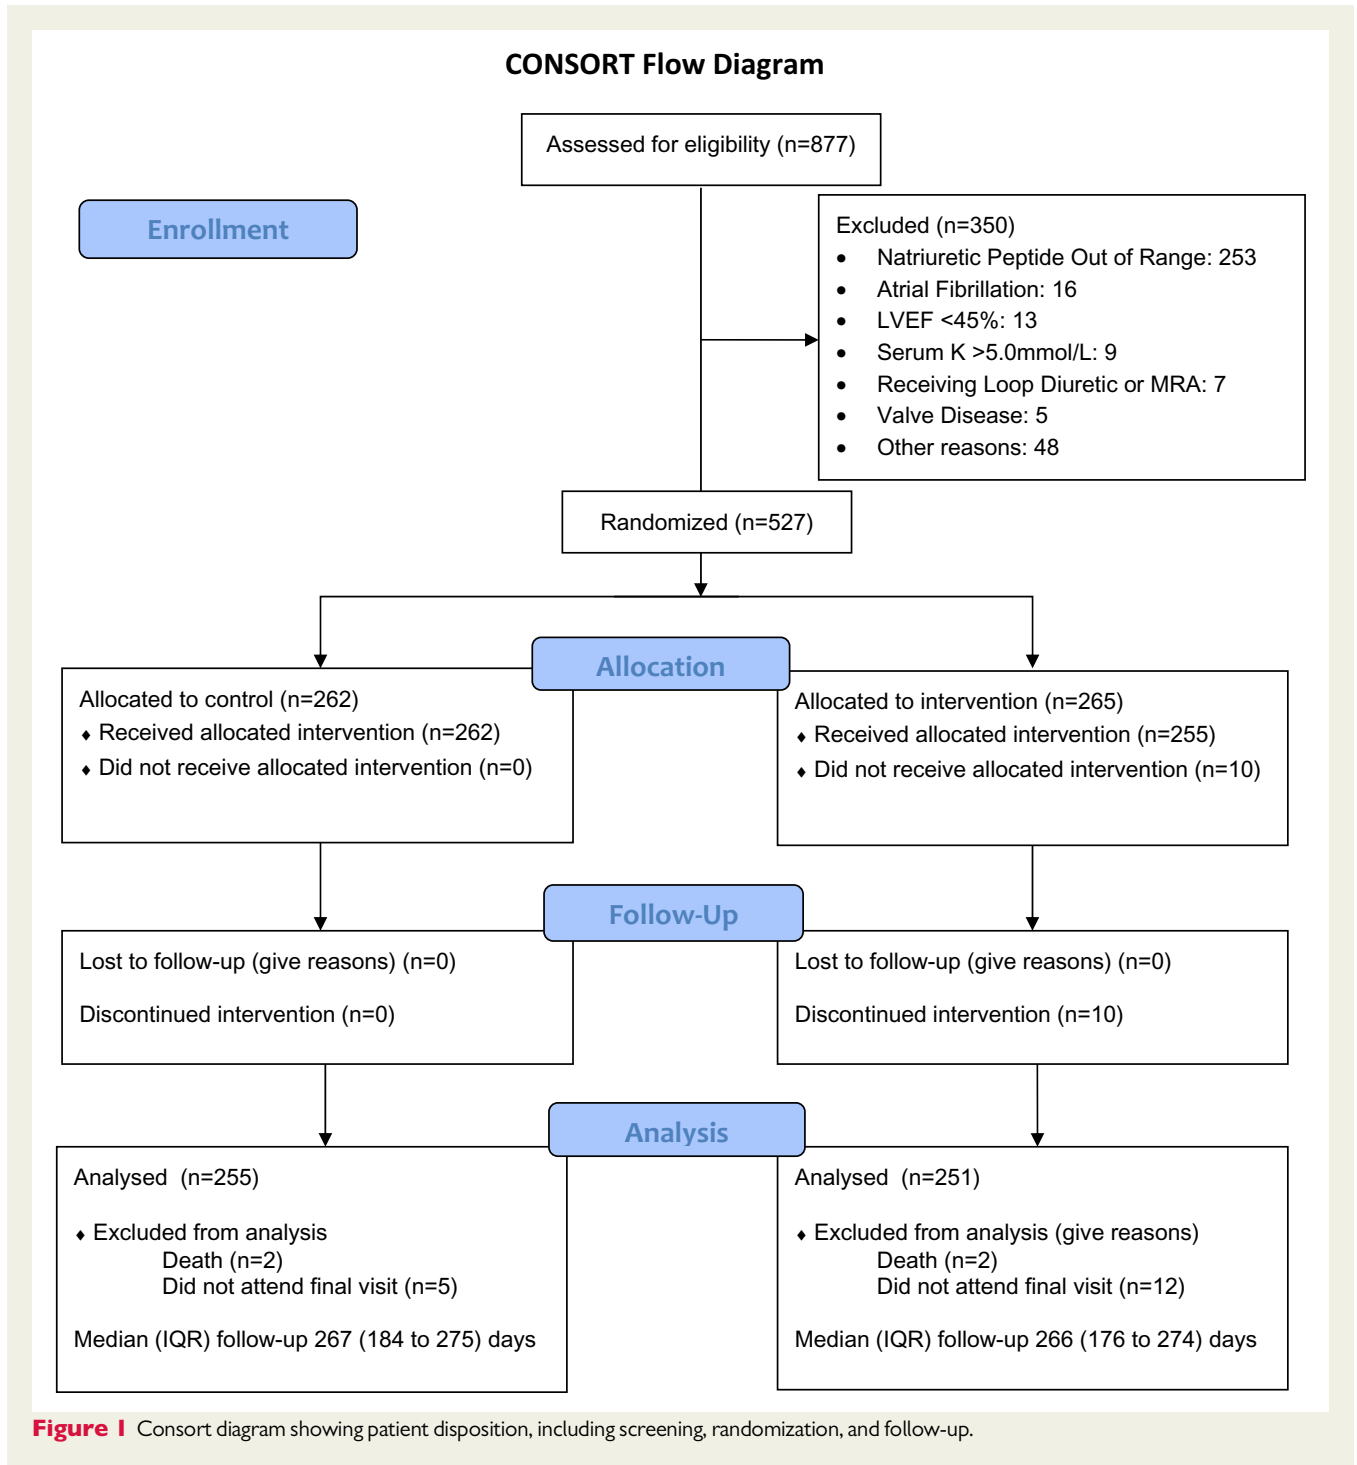 CONSORT Flow Diagram
Assessed for eligibility (n=877)
Enrollment
Excluded (n=350)
• Natriuretic Peptide Out of Range: 253
• Atrial Fibrillation: 16
• LVEF <45%: 13
• Serum K >5.0mmol/L: 9
• Receiving Loop Diuretic or MRA: 7
• Valve Disease: 5
• Other reasons: 48
Randomized (n=527)
Allocation
Allocated to control (n=262)
♦ Received allocated intervention (n=262)
♦ Did not receive allocated intervention (n=0)
Allocated to intervention (n=265)
♦ Received allocated intervention (n=255)
♦ Did not receive allocated intervention (n=10)
Follow-Up
Lost to follow-up (give reasons) (n=0)
Discontinued intervention (n=0)
Lost to follow-up (give reasons) (n=0)
Discontinued intervention (n=10)
Analysis
Analysed (n=255)
♦ Excluded from analysis
Death (n=2)
Did not attend final visit (n=5)
Median (IQR) follow-up 267 (184 to 275) days
Analysed (n=251)
♦ Excluded from analysis (give reasons)
Death (n=2)
Did not attend final visit (n=12)
Median (IQR) follow-up 266 (176 to 274) days
Figure 1 Consort diagram showing patient disposition, including screening, randomization, and follow-up.